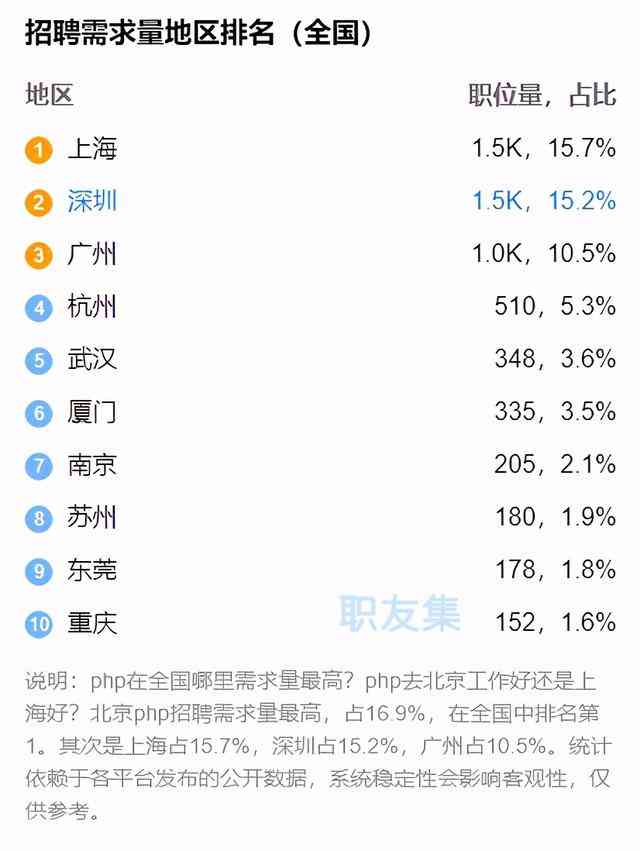 招聘需求量地区排名（全国）
地区 职位量，占比
1 上海 1.5K，15.7%
2 深圳 1.5K，15.2%
3 广州 1.0K，10.5%
4 杭州 510，5.3%
5 武汉 348，3.6%
6 厦门 335，3.5%
7 南京 205，2.1%
8 苏州 180，1.9%
9 东莞 178，1.8%
10 重庆 152，1.6%
职友集
说明：php在全国哪里需求量最高？php去北京工作好还是上
海好？北京php招聘需求量最高，占16.9%，在全国中排名第
1。其次是上海占15.7%，深圳占15.2%，广州占10.5%。统计
依赖于各平台发布的公开数据，系统稳定性会影响客观性，仅
供参考。